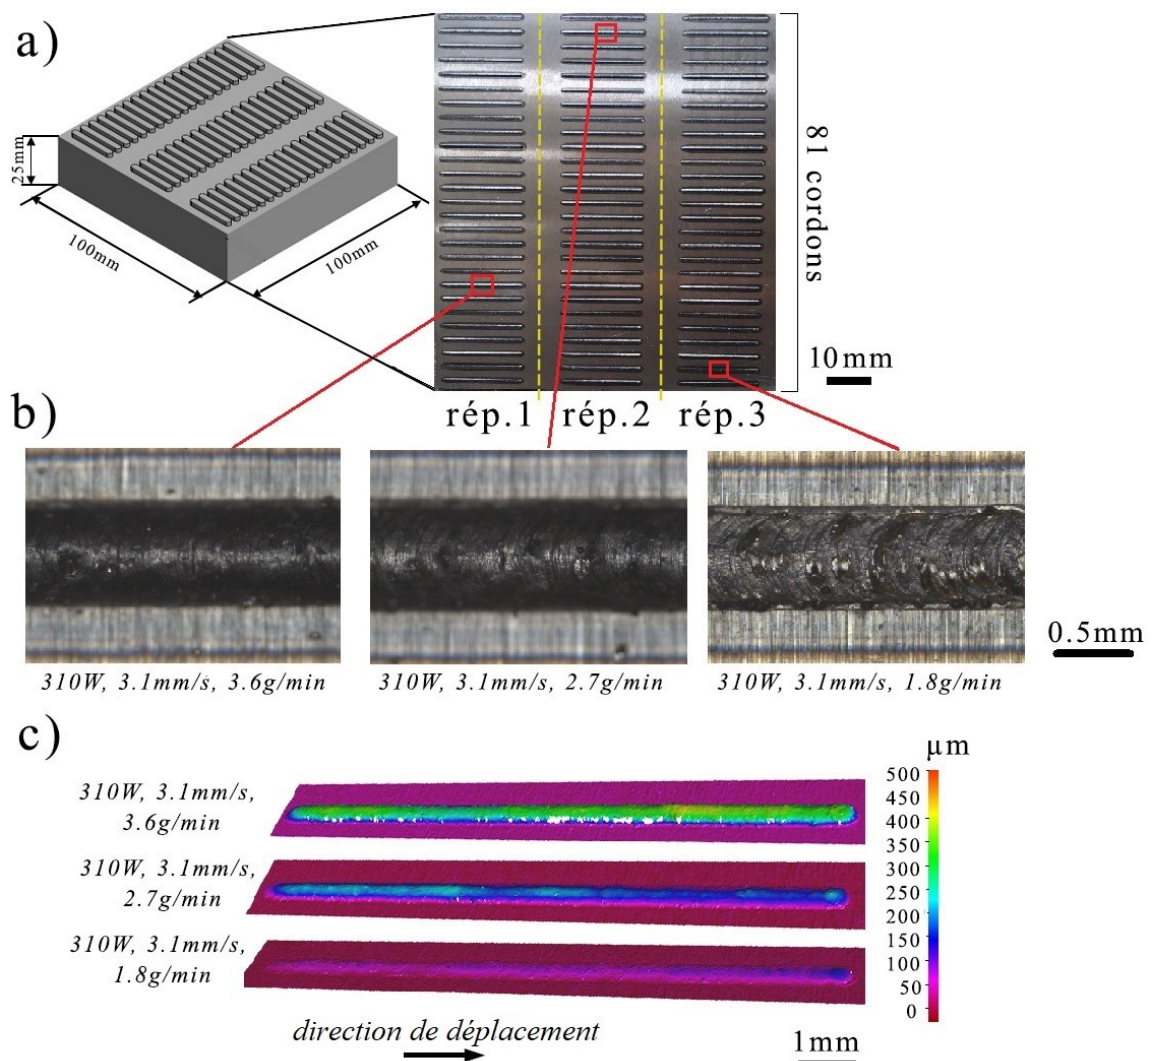 a)
25mm
100mm
100mm
81 cordons
10mm
rép.1
rép.2
rép.3
b)
310W, 3.1mm/s, 3.6g/min
310W, 3.1mm/s, 2.7g/min
310W, 3.1mm/s, 1.8g/min
0.5mm
c)
310W, 3.1mm/s,
3.6g/min
310W, 3.1mm/s,
2.7g/min
310W, 3.1mm/s,
1.8g/min
µm
500
450
400
350
300
250
200
150
100
50
0
direction de déplacement
1mm